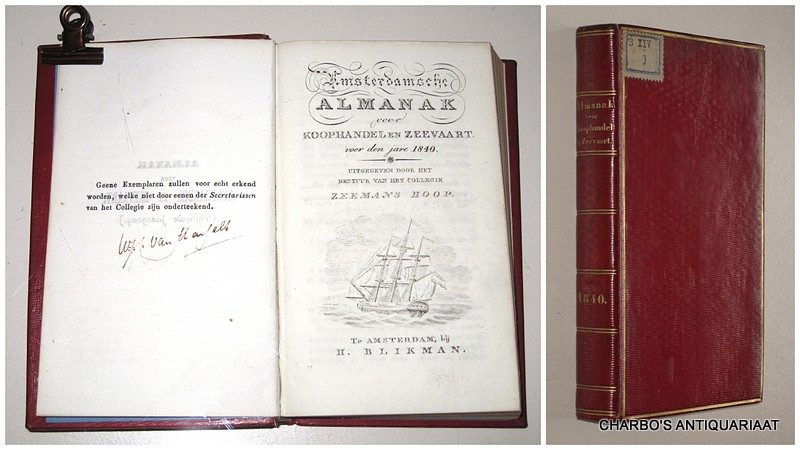 Geene Exemplaren zullen voor echt erkend
worden, welke niet door eenen der Secretarissen
van het Collegie zijn onderteekend.
Amsterdamsche
ALMANAK
voor
KOOPHANDEL EN ZEEVAART.
voor den jare 1840.
UITGEGEVEN DOOR HET
BESTUUR VAN HET COLLEGIE
ZEEMANS HOOP.
Te AMSTERDAM, bij
H. BLIKMAN.
B XIV
Almanak
voor
Koophandel
Zeevaart.
1840.
CHARBO'S ANTIQUARIAAT